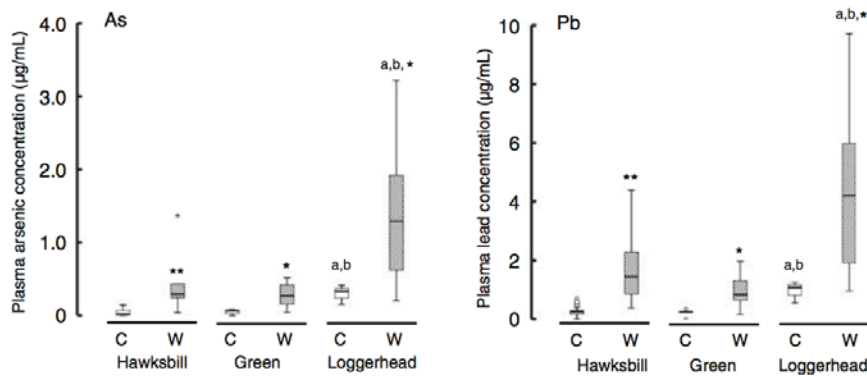 As
Plasma arsenic concentration (µg/mL)
4.0
3.0
2.0
1.0
0
**
*
a,b
a,b,*
C W C W C W
Hawksbill Green Loggerhead
Pb
Plasma lead concentration (µg/mL)
10
8
6
4
2
0
**
*
a,b
a,b,*
C W C W C W
Hawksbill Green Loggerhead